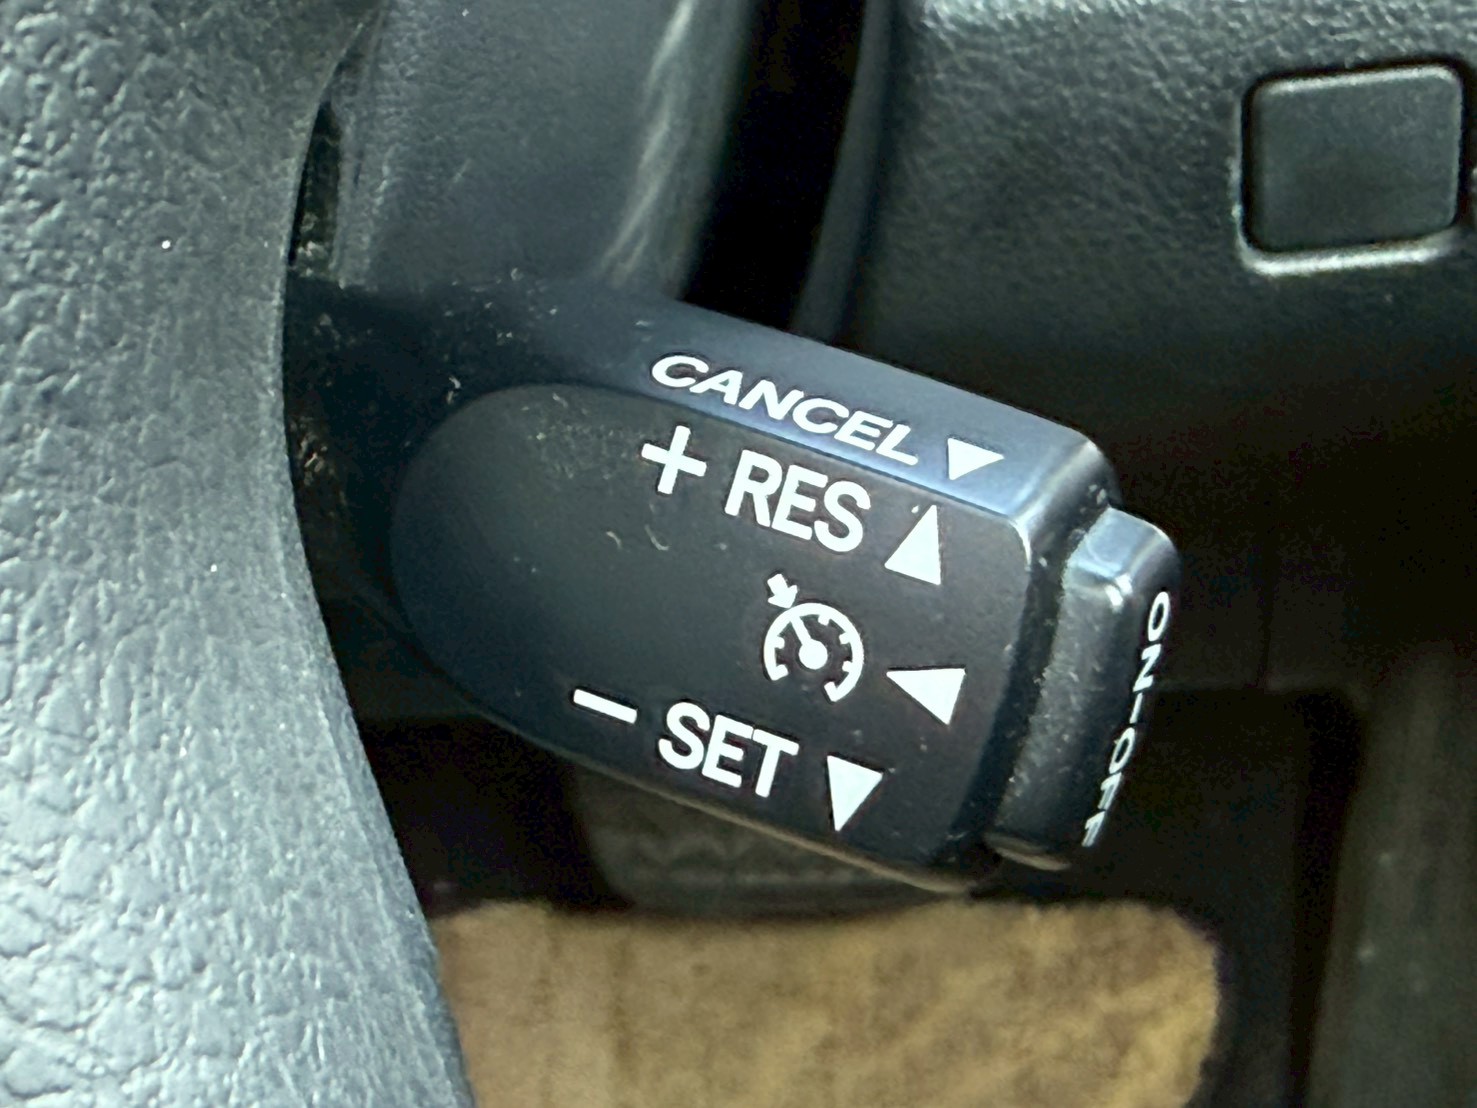 CANCEL
+ RES
- SET
ON-OFF